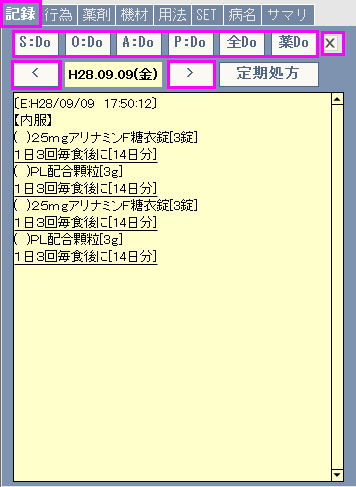 記録 行為 薬剤 機材 用法 SET 病名 サマリ
S:Do O:Do A:Do P:Do 全Do 薬Do X
< H28.09.09(金) > 定期処方
[E:H28/09/09 17:50:12]
【内服】
( )25mgアリナミンF糖衣錠[3錠]
1日3回毎食後に[14日分]
( )PL配合顆粒[3g]
1日3回毎食後に[14日分]
( )25mgアリナミンF糖衣錠[3錠]
1日3回毎食後に[14日分]
( )PL配合顆粒[3g]
1日3回毎食後に[14日分]